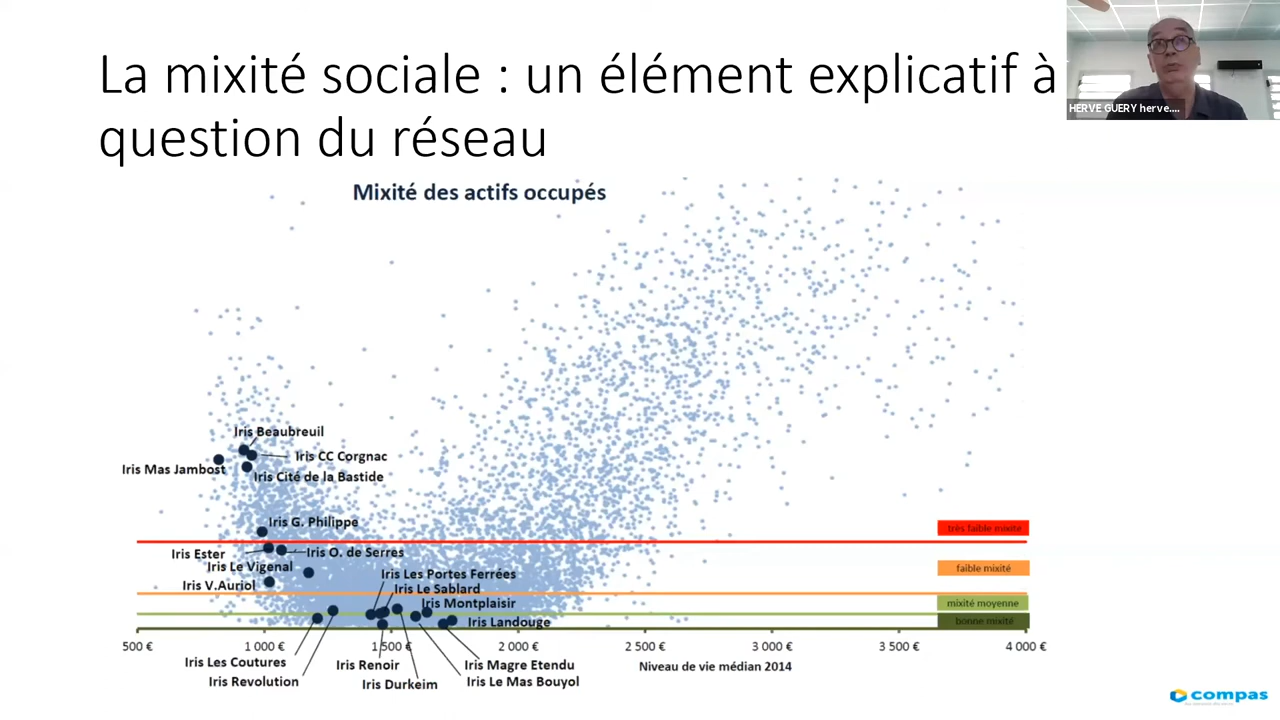 La mixité sociale : un élément explicatif à
question du réseau
HERVE GUERY herve....
Mixité des actifs occupés
Iris Beaubreuil
Iris CC Corgnac
Iris Mas Jambost
Iris Cité de la Bastide
Iris G. Philippe
très faible mixité
Iris Ester
Iris O. de Serres
Iris Le Vigenal
faible mixité
Iris V.Auriol
Iris Les Portes Ferrées
Iris Le Sablard
Iris Montplaisir
mixité moyenne
Iris Landouge
bonne mixité
500 €
1 000 €
1 500 €
2 000 €
2 500 €
3 000 €
3 500 €
4 000 €
Iris Les Coutures
Iris Renoir
Iris Magre Etendu
Niveau de vie médian 2014
Iris Revolution
Iris Durkeim
Iris Le Mas Bouyol
compas